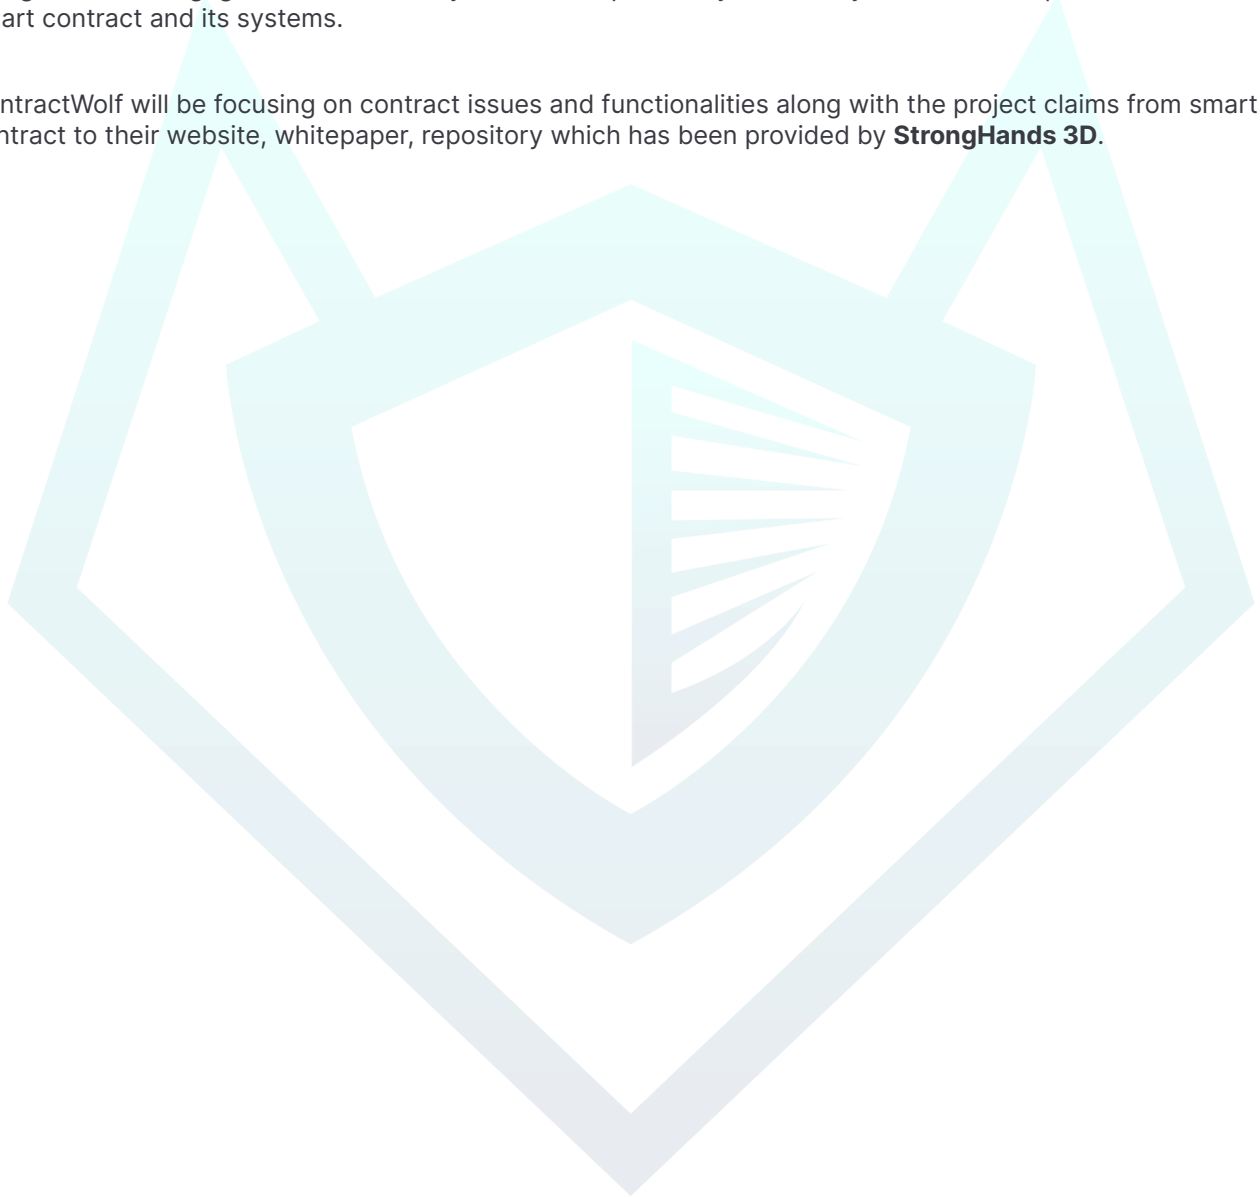 art contract and its systems.
ntractWolf will be focusing on contract issues and functionalities along with the project claims from smart
ntract to their website, whitepaper, repository which has been provided by StrongHands 3D.